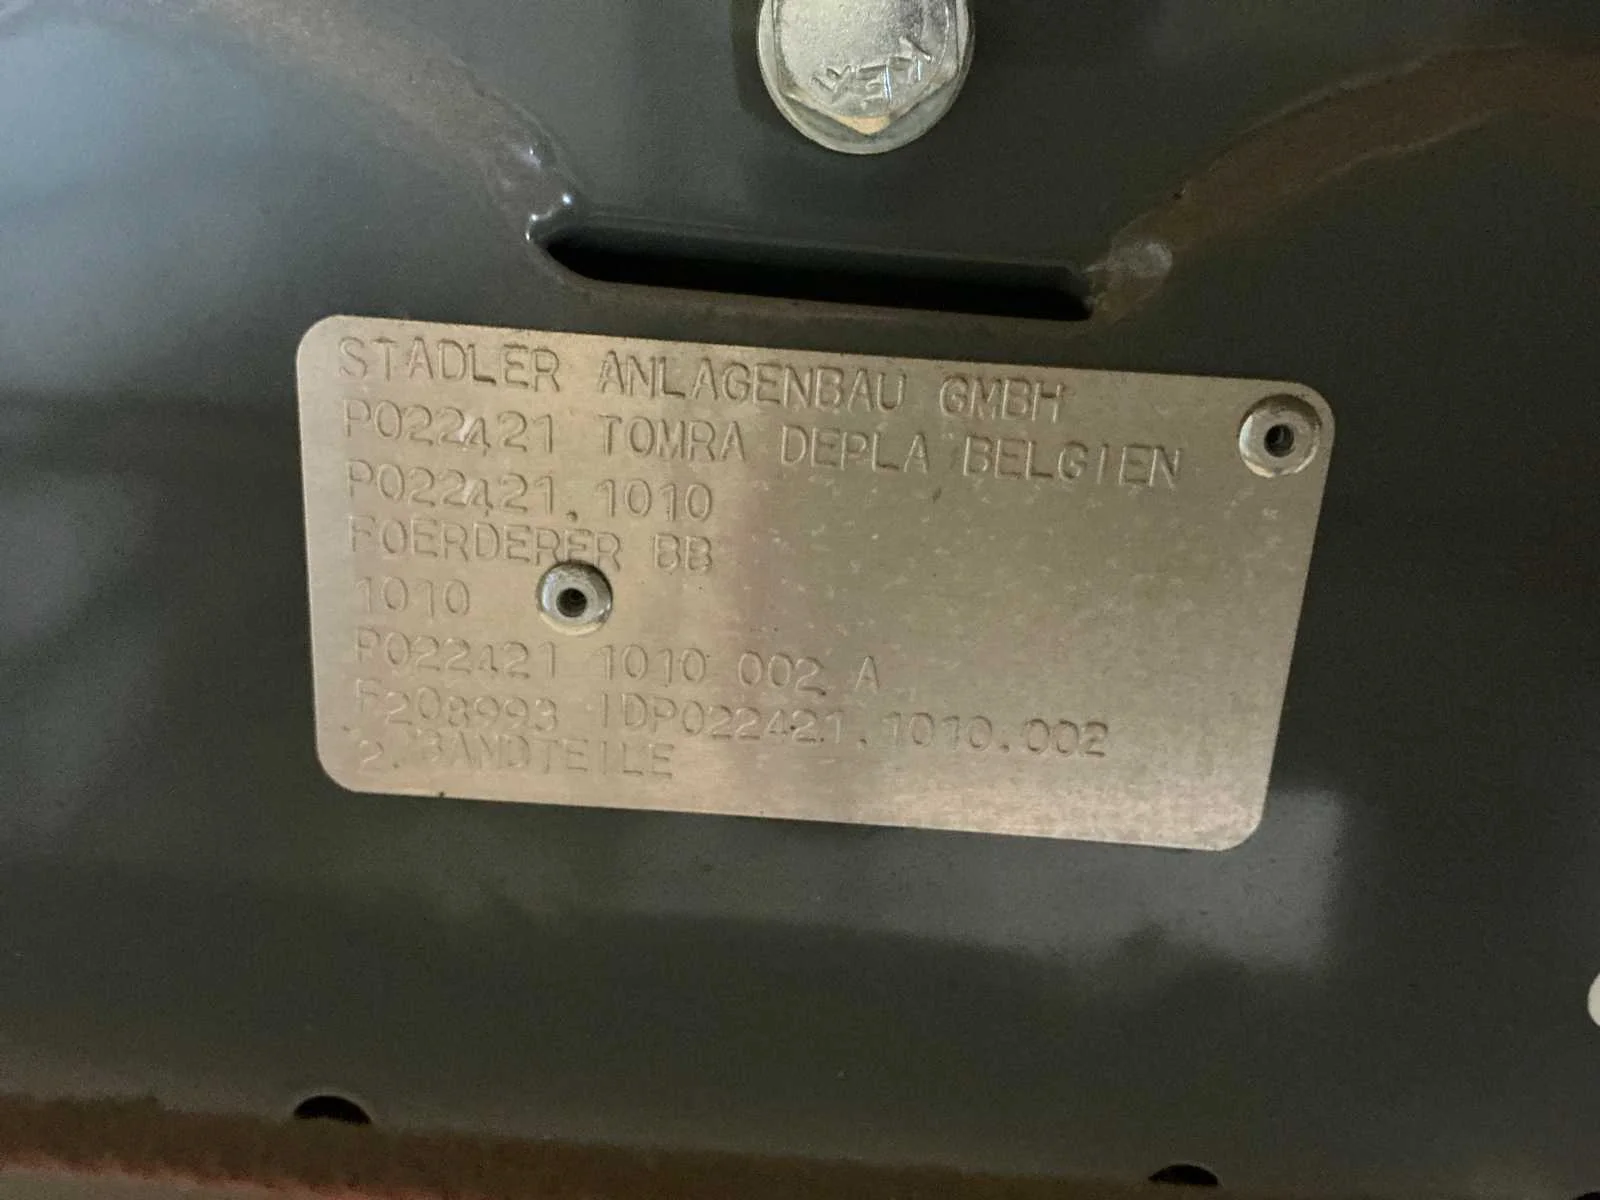 STADLER ANLAGENBAU GMBH
P022421 TOMRA DEPLA BELGIEN
P022421.1010
FOERDERER BB
1010
P022421 1010 002 A
F208993 IDP022421.1010.002
2. BANDTEILE